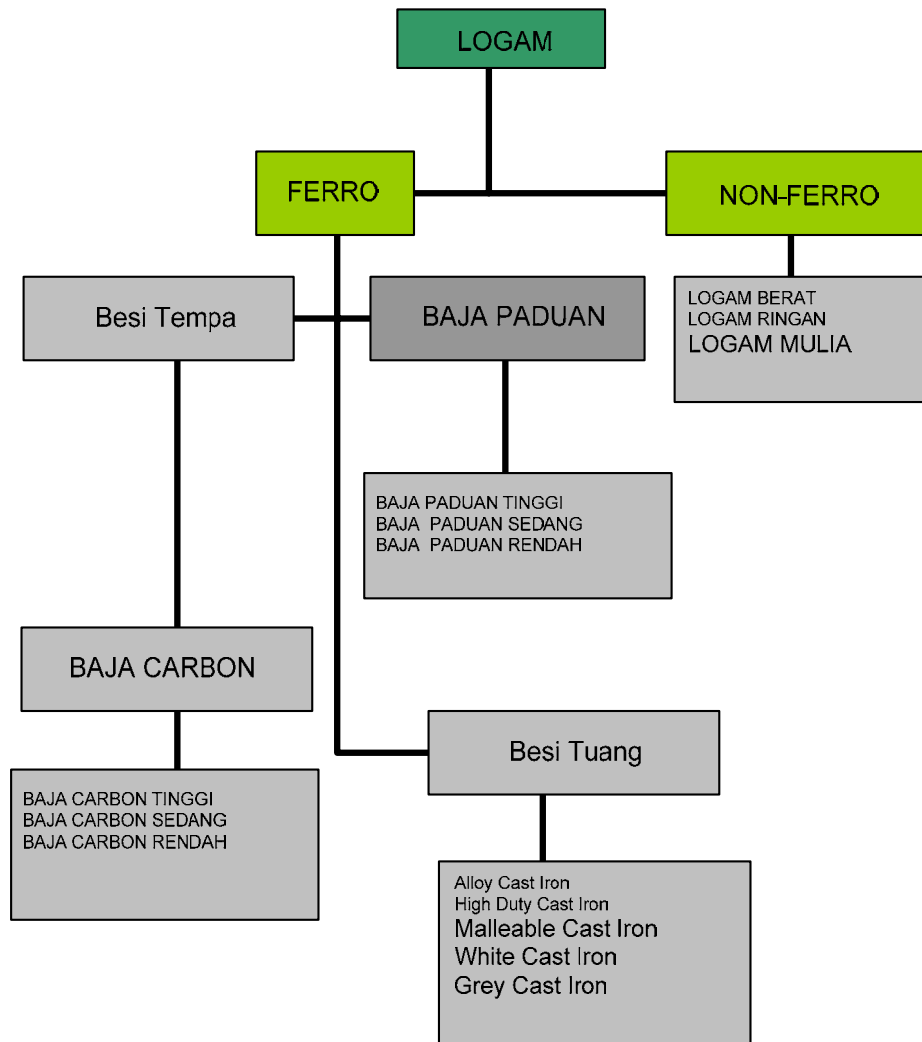 LOGAM
FERRO
NON-FERRO
Besi Tempa
BAJA PADUAN
LOGAM BERAT
LOGAM RINGAN
LOGAM MULIA
BAJA PADUAN TINGGI
BAJA PADUAN SEDANG
BAJA PADUAN RENDAH
BAJA CARBON
BAJA CARBON TINGGI
BAJA CARBON SEDANG
BAJA CARBON RENDAH
Besi Tuang
Alloy Cast Iron
High Duty Cast Iron
Malleable Cast Iron
White Cast Iron
Grey Cast Iron